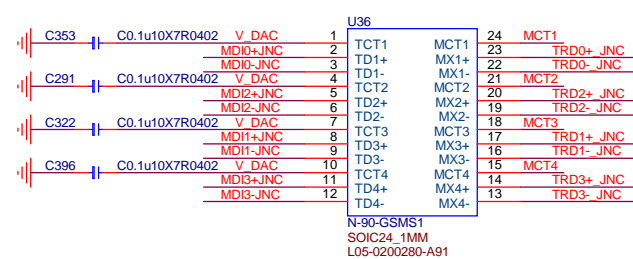 U36
C353 C0.1u10X7R0402 V_DAC 1 TCT1 MCT1 24 MCT1
MDI0+JNC 2 TD1+ MX1+ 23 TRD0+_JNC
MDI0-JNC 3 TD1- MX1- 22 TRD0-_JNC
C291 C0.1u10X7R0402 V_DAC 4 TCT2 MCT2 21 MCT2
MDI2+JNC 5 TD2+ MX2+ 20 TRD2+_JNC
MDI2-JNC 6 TD2- MX2- 19 TRD2-_JNC
C322 C0.1u10X7R0402 V_DAC 7 TCT3 MCT3 18 MCT3
MDI1+JNC 8 TD3+ MX3+ 17 TRD1+_JNC
MDI1-JNC 9 TD3- MX3- 16 TRD1-_JNC
C396 C0.1u10X7R0402 V_DAC 10 TCT4 MCT4 15 MCT4
MDI3+JNC 11 TD4+ MX4+ 14 TRD3+_JNC
MDI3-JNC 12 TD4- MX4- 13 TRD3-_JNC
N-90-GSMS1
SOIC24_1MM
L05-0200280-A91